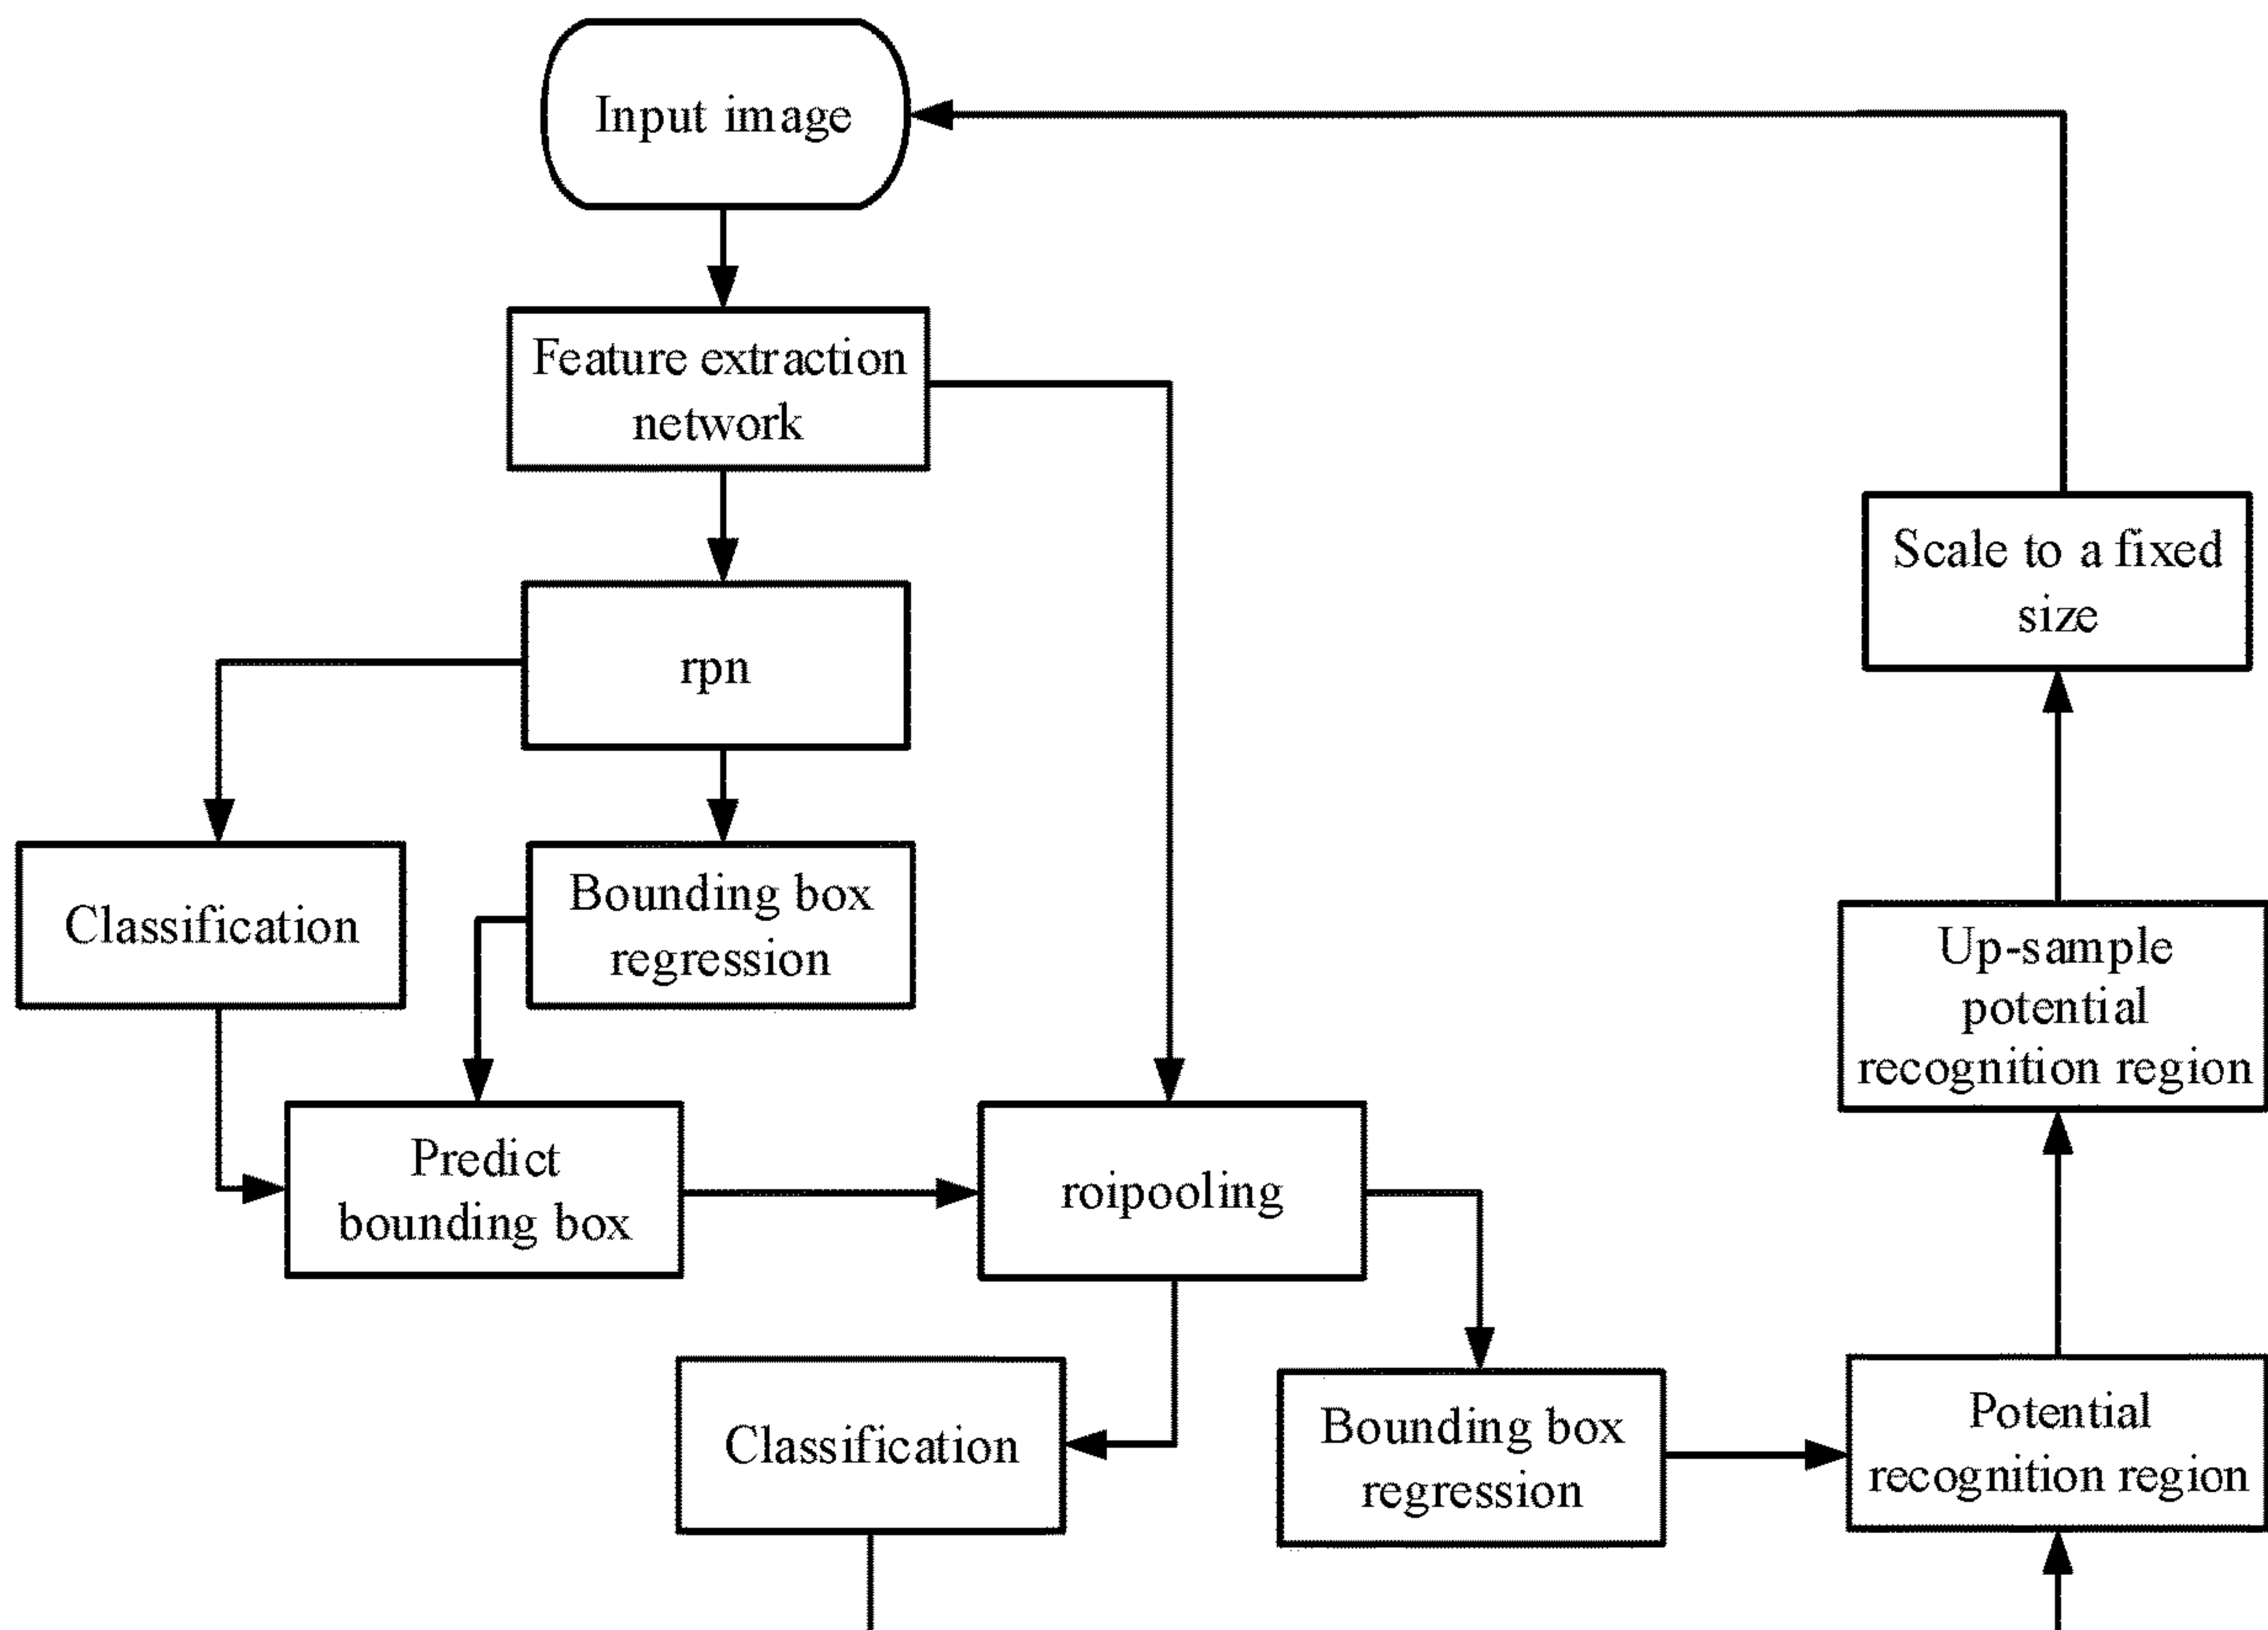 Input image
Feature extraction
network
rpn
Classification
Bounding box
regression
Predict
bounding box
roipooling
Classification
Bounding box
regression
Potential
recognition region
Up-sample
potential
recognition region
Scale to a fixed
size